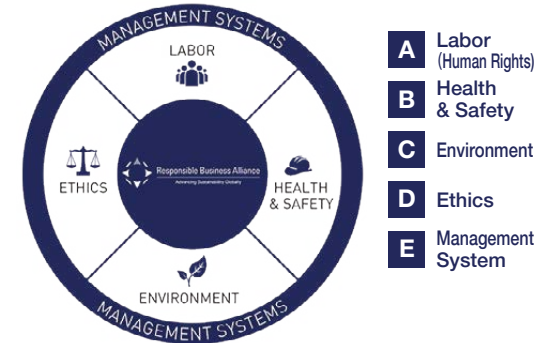 MANAGEMENT SYSTEMS
LABOR
ETHICS
Responsible Business Alliance
Advancing Sustainability Globally
HEALTH
& SAFETY
ENVIRONMENT
MANAGEMENT SYSTEMS
A Labor
(Human Rights)
B Health
& Safety
C Environment
D Ethics
E Management
System